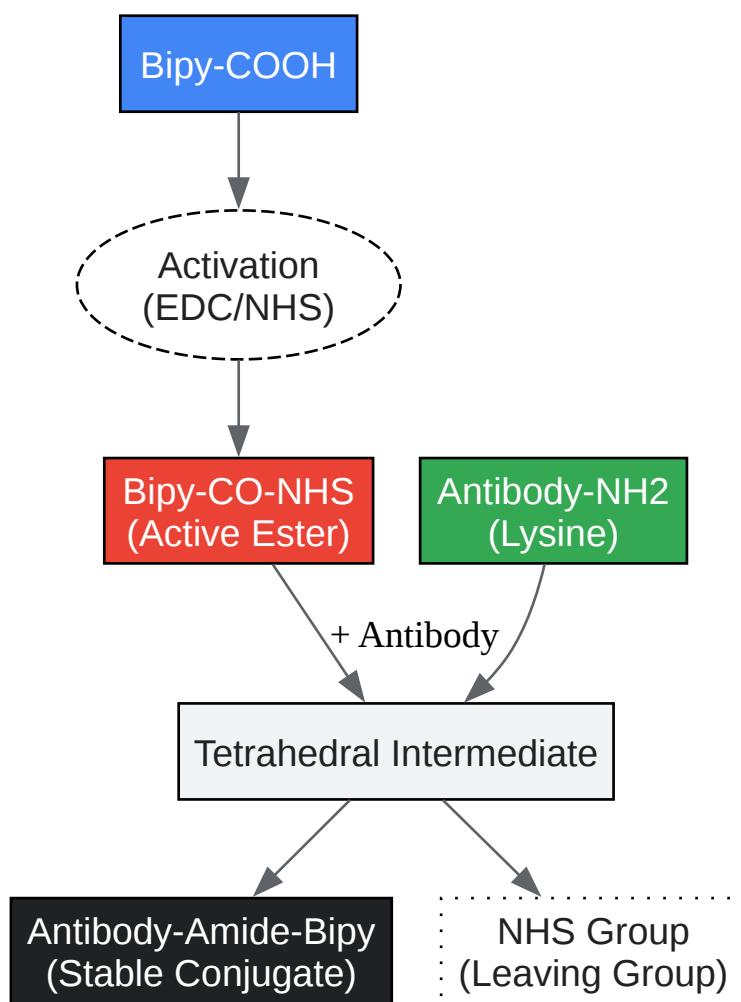 Bipy-COOH
Activation
(EDC/NHS)
Bipy-CO-NHS
(Active Ester)
Antibody-NH2
(Lysine)
+ Antibody
Tetrahedral Intermediate
Antibody-Amide-Bipy
(Stable Conjugate)
NHS Group
(Leaving Group)